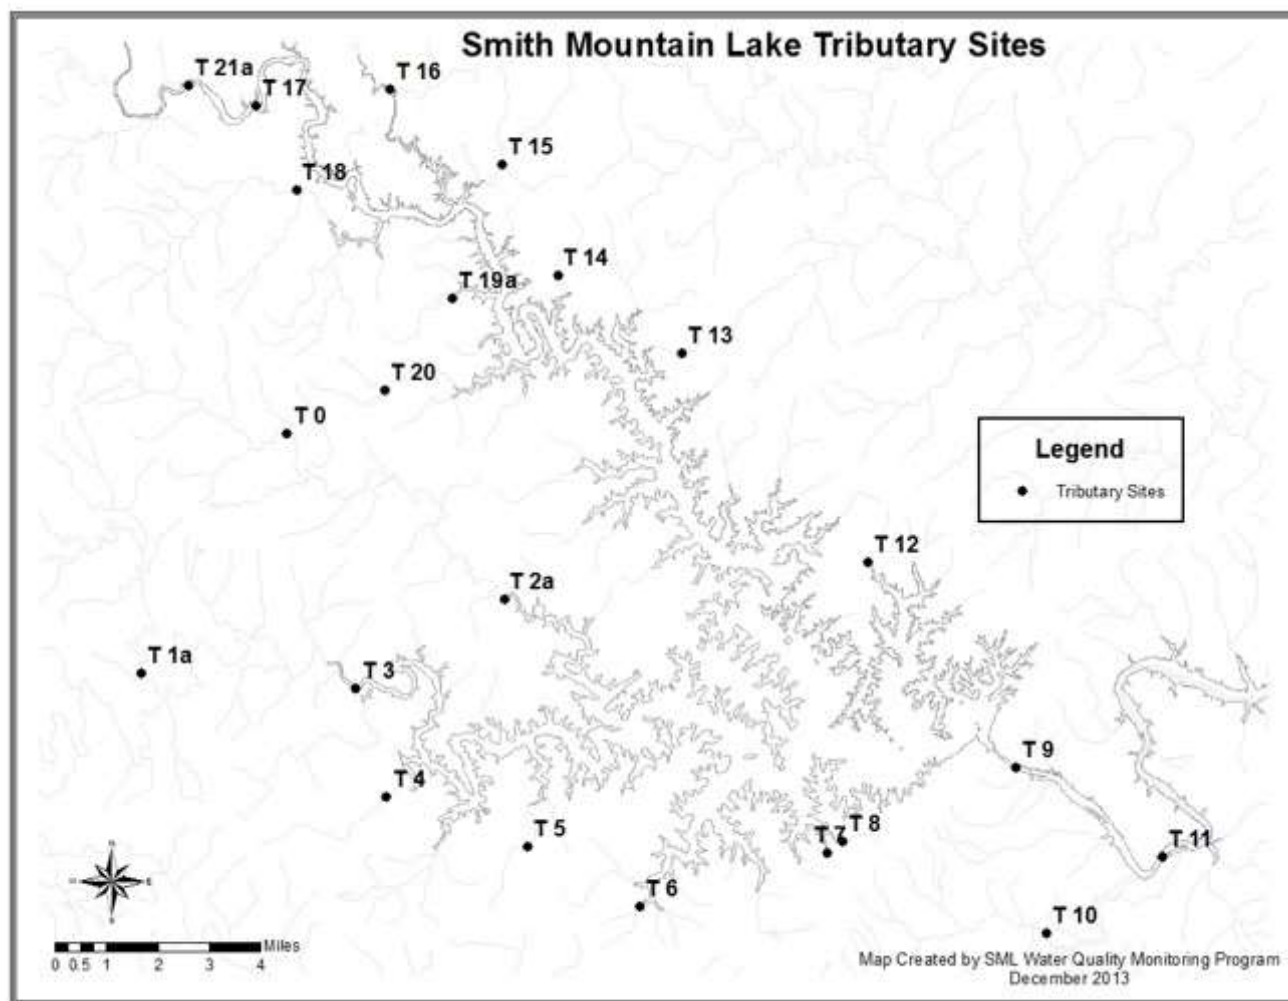 Smith Mountain Lake Tributary Sites
T 21a
T 16
T 17
T 15
T 18
T 14
T 19a
T 13
T 20
T 0
Legend
Tributary Sites
T 12
T 2a
T 1a
T 3
T 9
T 4
T 5
T 7
T 8
T 11
T 6
T 10
Miles
0 0.5 1 2 3 4
Map Created by SML Water Quality Monitoring Program
December 2013